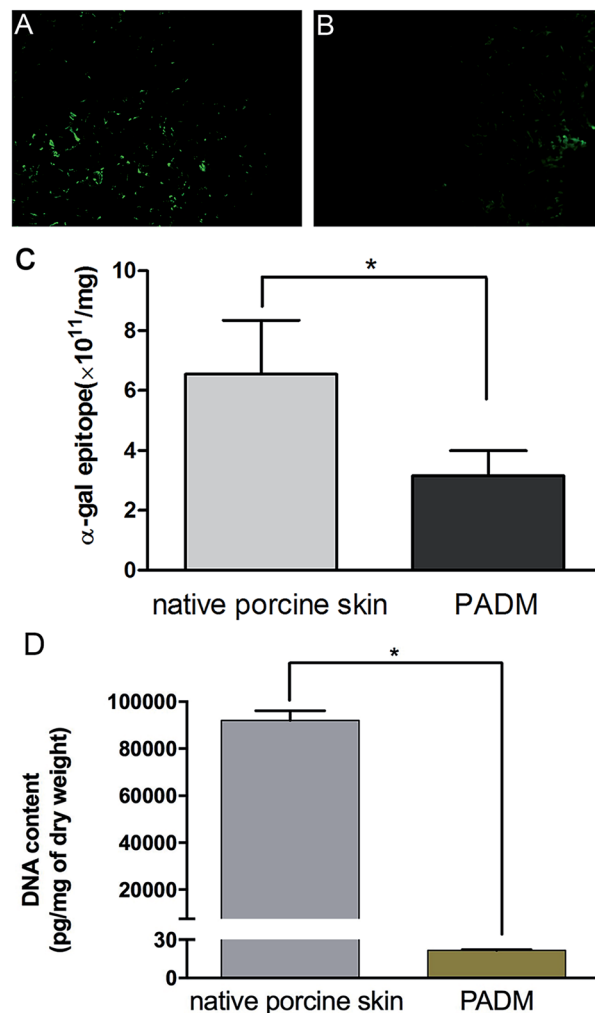 A
B
C
α-gal epitope(×10¹¹/mg)
10
8
6
4
2
0
*
native porcine skin
PADM
D
DNA content
(pg/mg of dry weight)
100000
80000
60000
40000
20000
30
0
*
native porcine skin
PADM